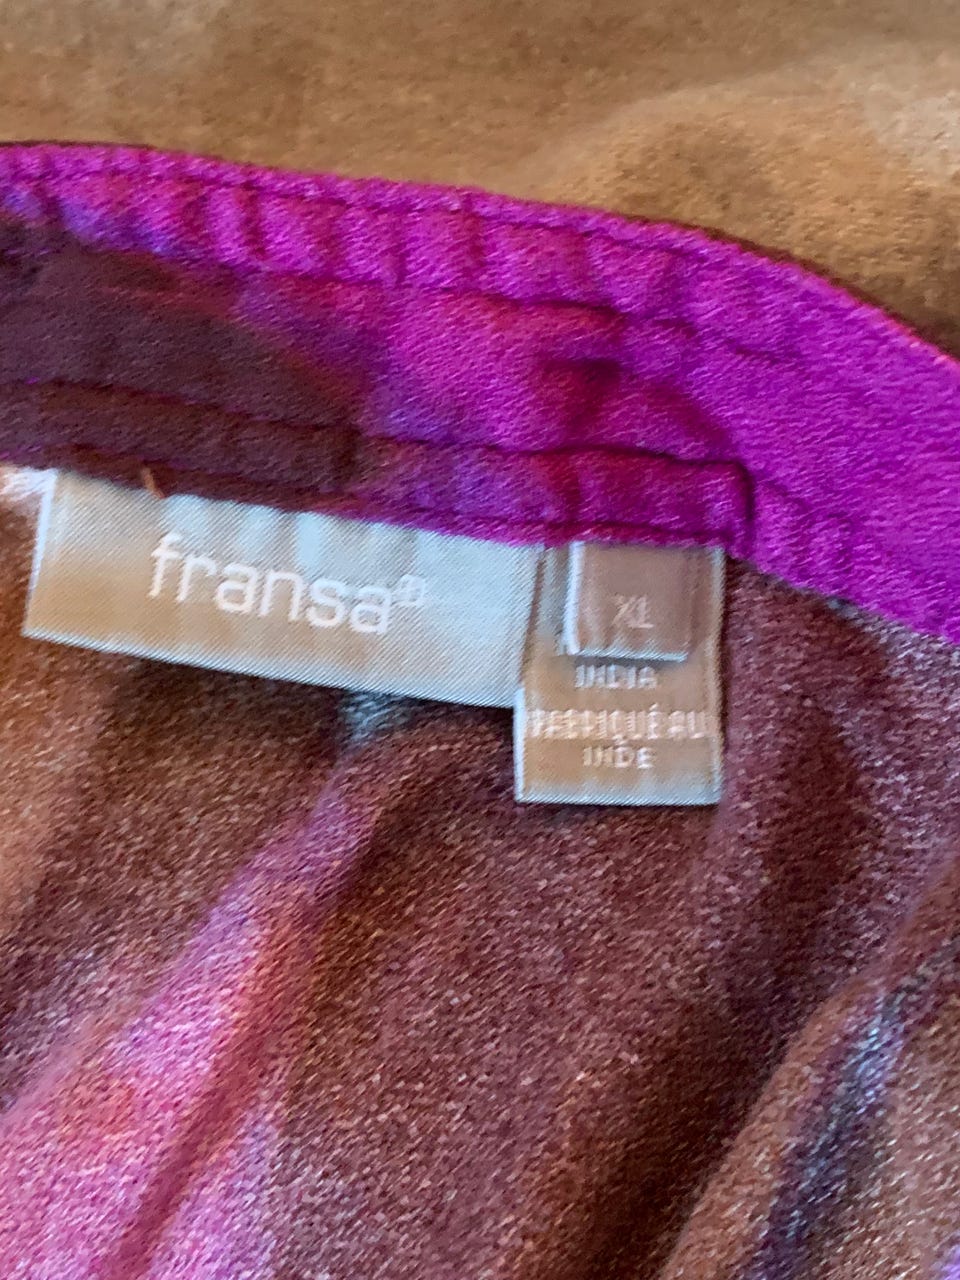 fransa
XL
INDIA
FABRIQUÉ AU
INDE